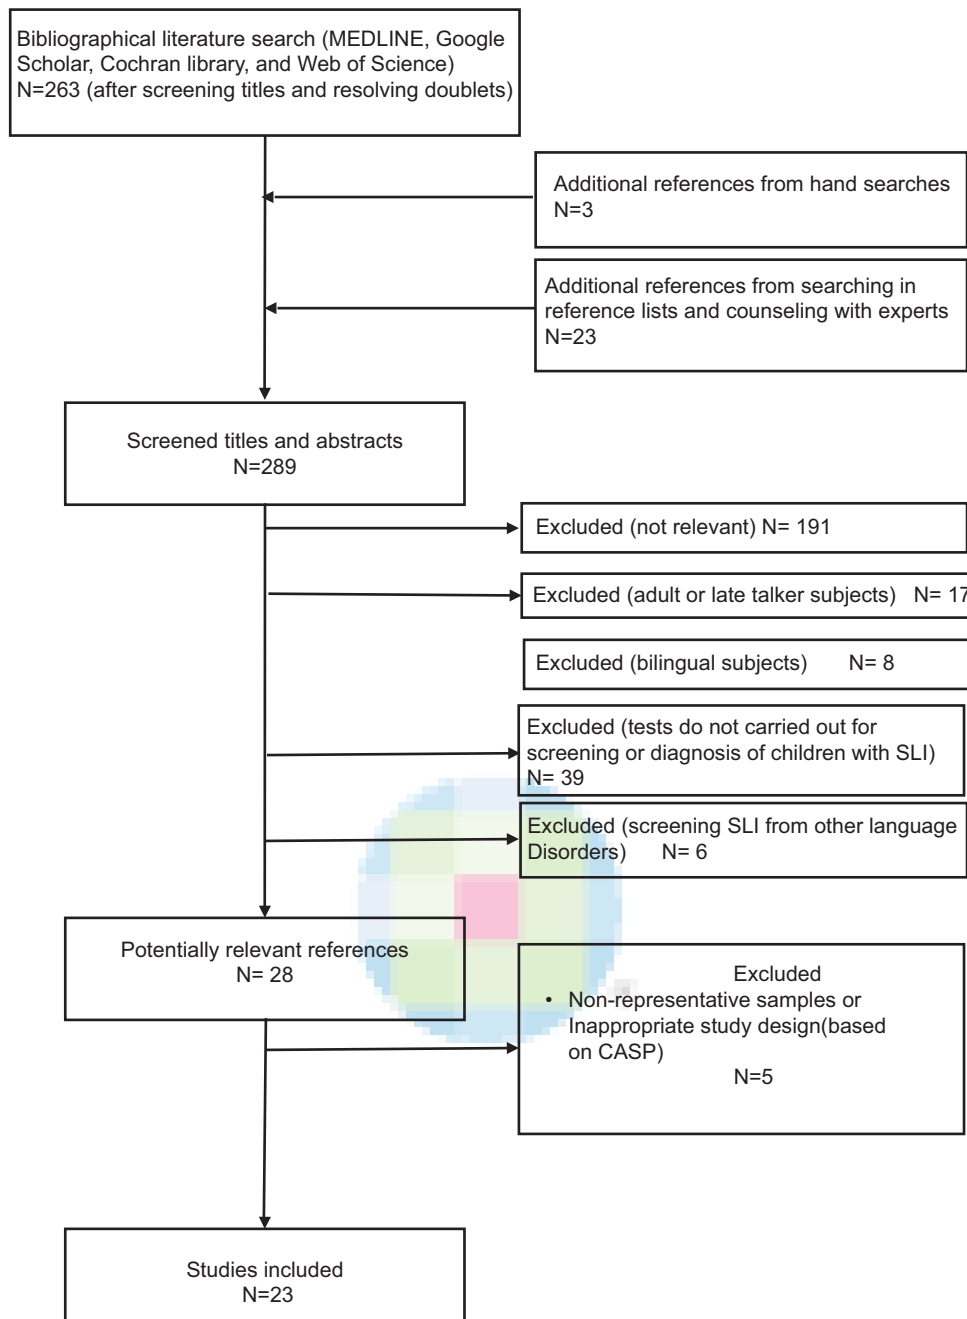 Bibliographical literature search (MEDLINE, Google
Scholar, Cochran library, and Web of Science)
N=263 (after screening titles and resolving doublets)
Additional references from hand searches
N=3
Additional references from searching in
reference lists and counseling with experts
N=23
Screened titles and abstracts
N=289
Excluded (not relevant) N= 191
Excluded (adult or late talker subjects) N= 17
Excluded (bilingual subjects) N= 8
Excluded (tests do not carried out for
screening or diagnosis of children with SLI)
N= 39
Excluded (screening SLI from other language
Disorders) N= 6
Potentially relevant references
N= 28
Excluded
• Non-representative samples or
Inappropriate study design(based
on CASP)
N=5
Studies included
N=23